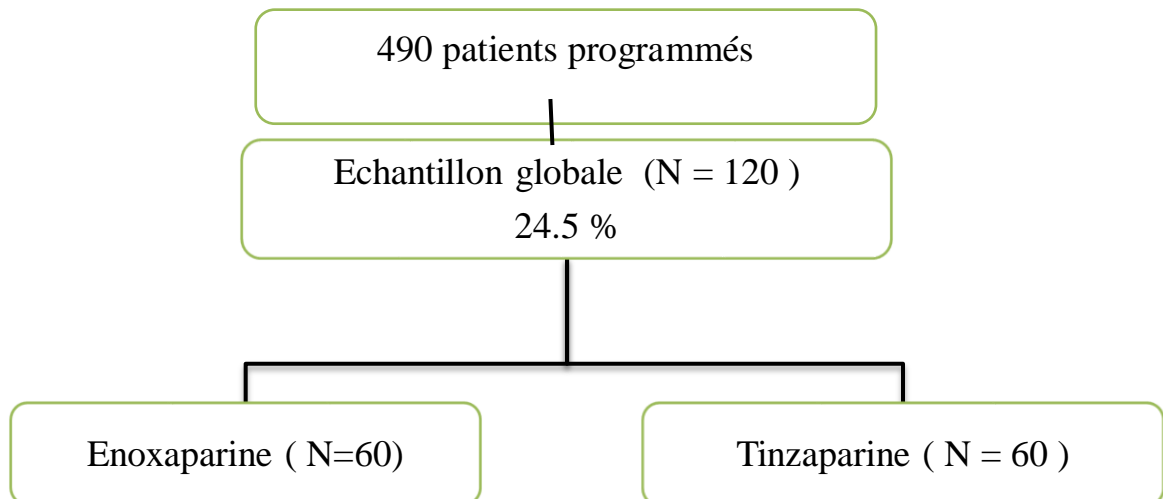 490 patients programmés
Echantillon globale (N = 120 )
24.5 %
Enoxaparine ( N=60)
Tinzaparine ( N = 60 )